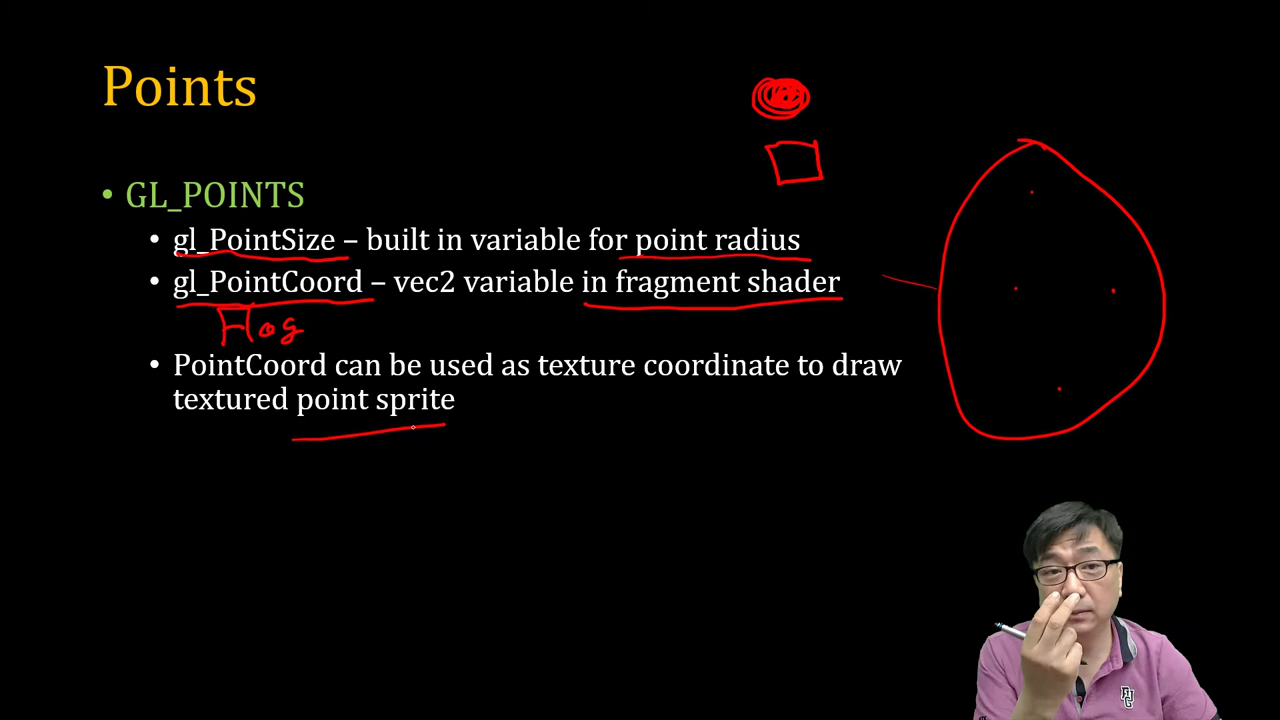 Points
• GL_POINTS
• gl_PointSize – built in variable for point radius
• gl_PointCoord – vec2 variable in fragment shader
• PointCoord can be used as texture coordinate to draw
textured point sprite